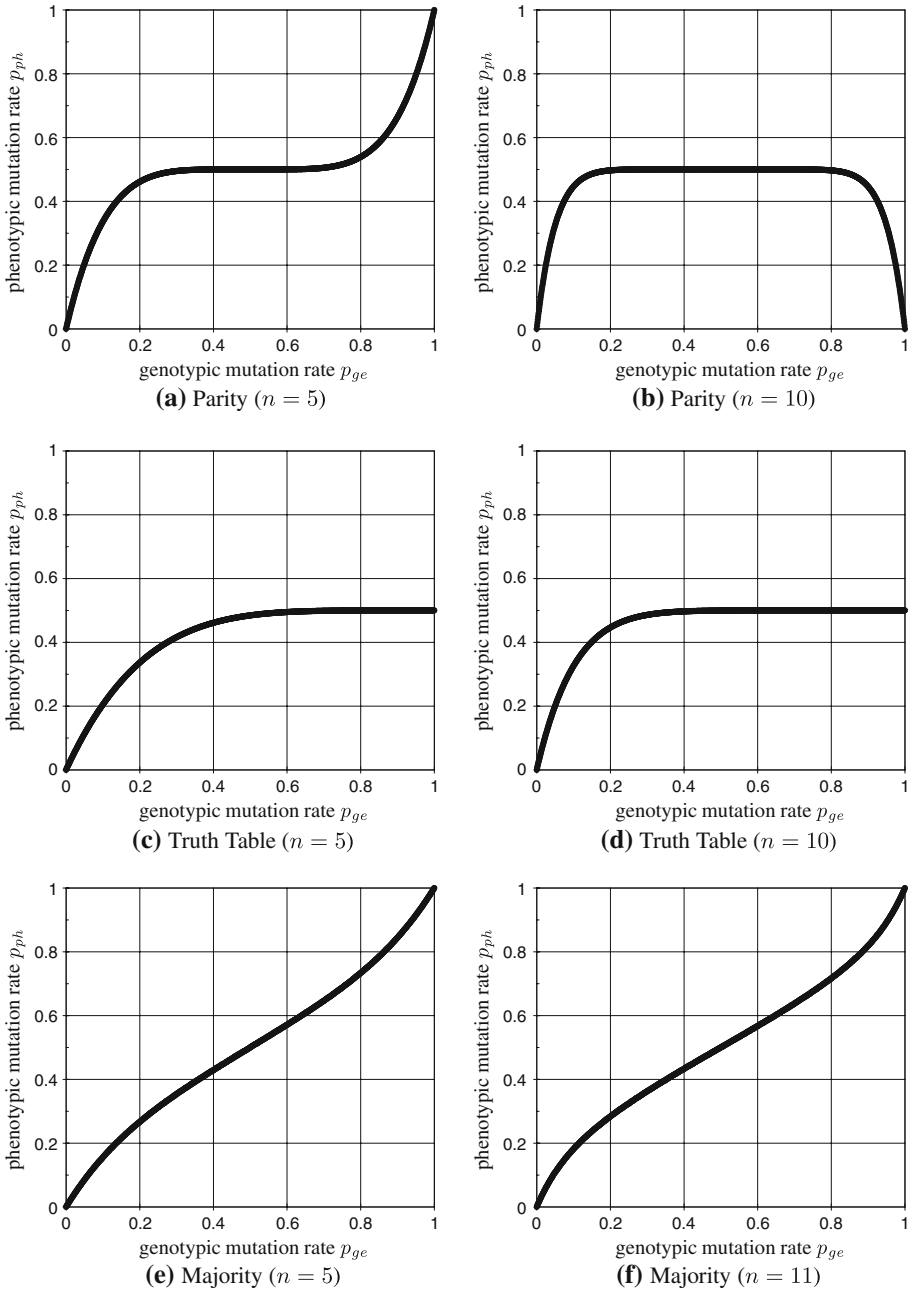 1
0.8
0.6
0.4
0.2
0
phenotypic mutation rate p_ph
0 0.2 0.4 0.6 0.8 1
genotypic mutation rate p_ge
(a) Parity (n = 5)
1
0.8
0.6
0.4
0.2
0
phenotypic mutation rate p_ph
0 0.2 0.4 0.6 0.8 1
genotypic mutation rate p_ge
(b) Parity (n = 10)
1
0.8
0.6
0.4
0.2
0
phenotypic mutation rate p_ph
0 0.2 0.4 0.6 0.8 1
genotypic mutation rate p_ge
(c) Truth Table (n = 5)
1
0.8
0.6
0.4
0.2
0
phenotypic mutation rate p_ph
0 0.2 0.4 0.6 0.8 1
genotypic mutation rate p_ge
(d) Truth Table (n = 10)
1
0.8
0.6
0.4
0.2
0
phenotypic mutation rate p_ph
0 0.2 0.4 0.6 0.8 1
genotypic mutation rate p_ge
(e) Majority (n = 5)
1
0.8
0.6
0.4
0.2
0
phenotypic mutation rate p_ph
0 0.2 0.4 0.6 0.8 1
genotypic mutation rate p_ge
(f) Majority (n = 11)